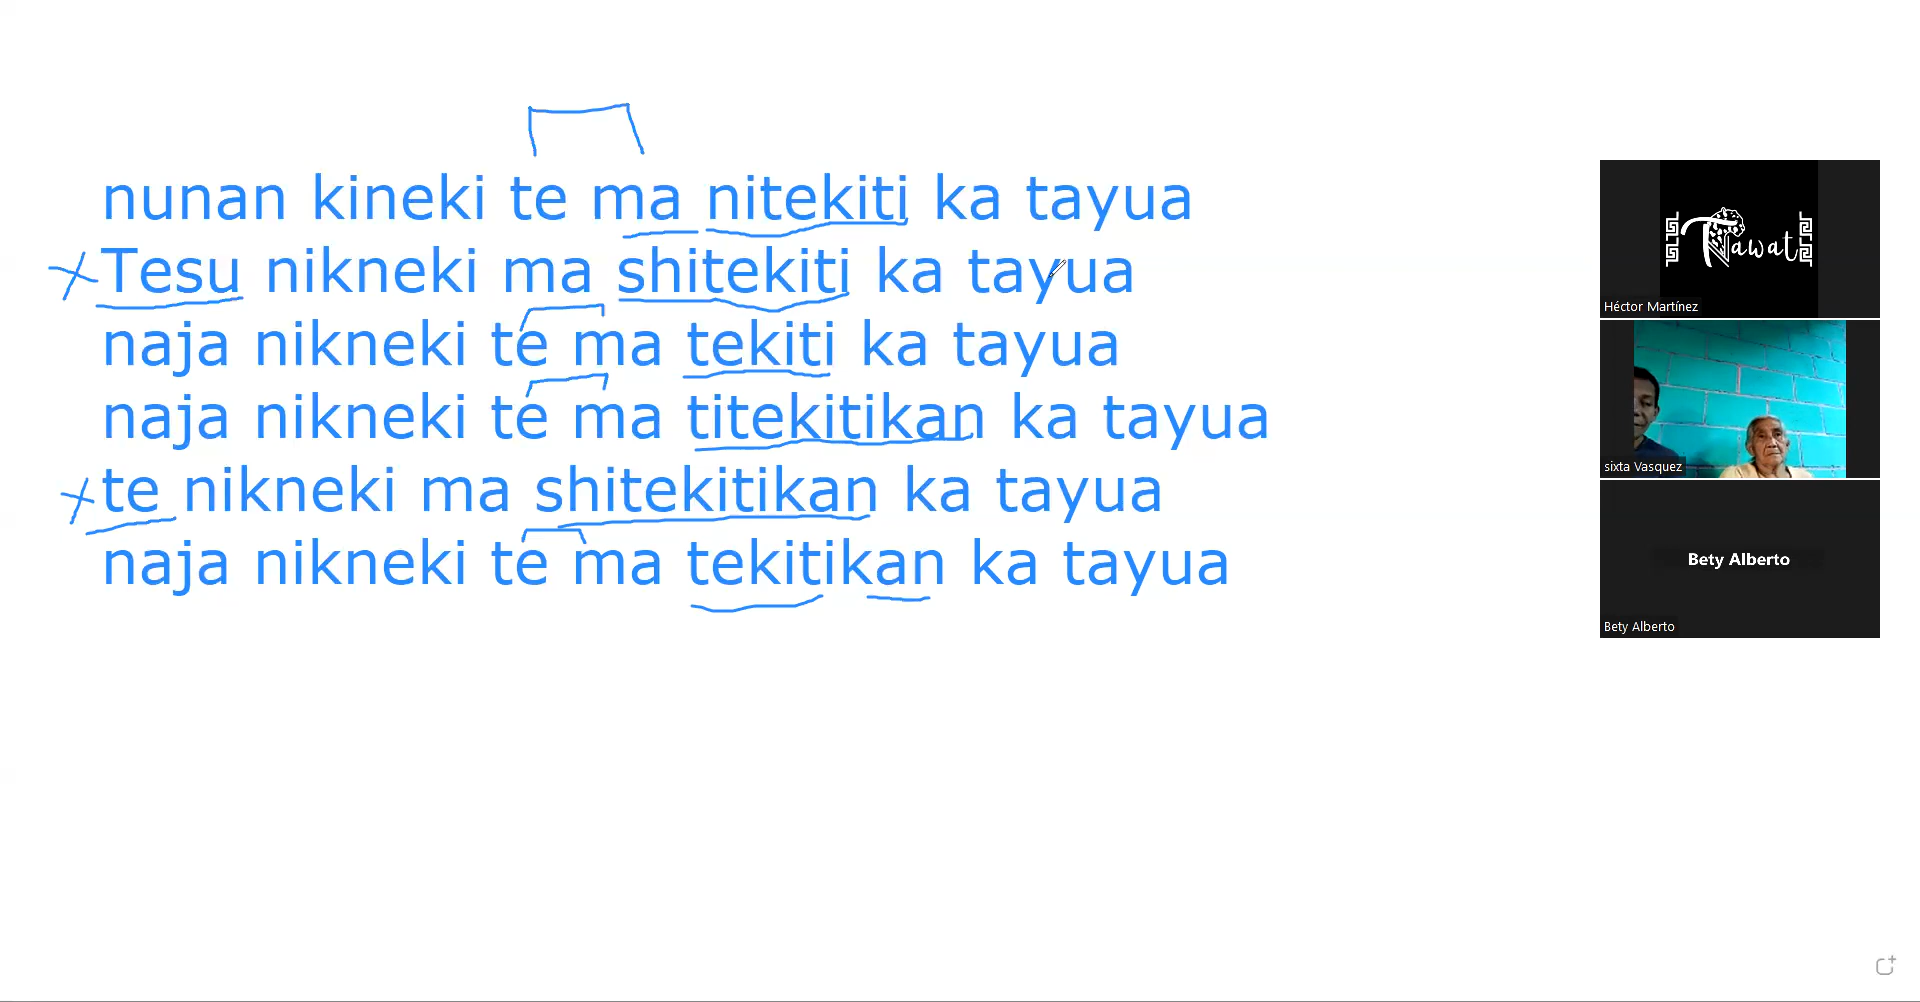 nunan kineki te ma nitekiti ka tayua
Tesu nikneki ma shitekiti ka tayua
naja nikneki te ma tekiti ka tayua
naja nikneki te ma titekitikan ka tayua
te nikneki ma shitekitikan ka tayua
naja nikneki te ma tekitikan ka tayua
Tawat
Héctor Martínez
sixta Vasquez
Bety Alberto
Bety Alberto